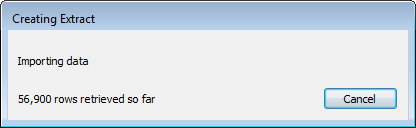 Creating Extract
Importing data
56,900 rows retrieved so far
Cancel